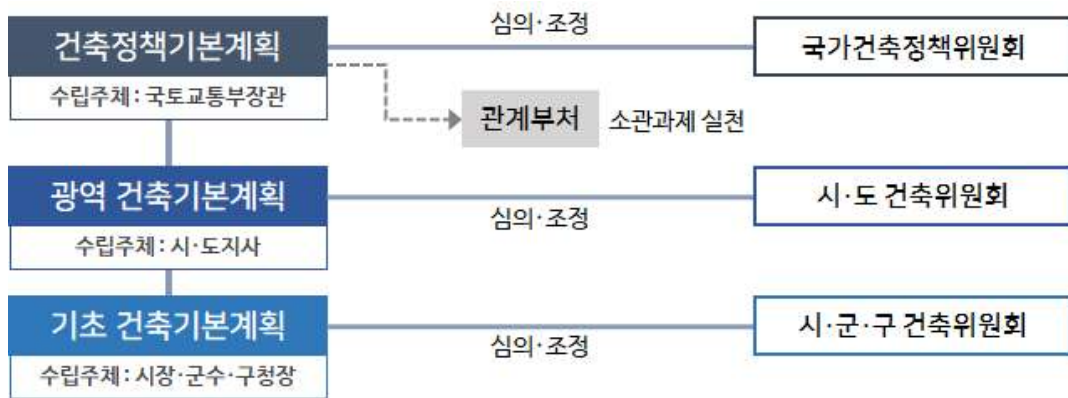 건축정책기본계획
수립주체 : 국토교통부장관
심의·조정
국가건축정책위원회
관계부처 소관과제 실천
광역 건축기본계획
수립주체 : 시·도지사
심의·조정
시·도 건축위원회
기초 건축기본계획
수립주체 : 시장·군수·구청장
심의·조정
시·군·구 건축위원회